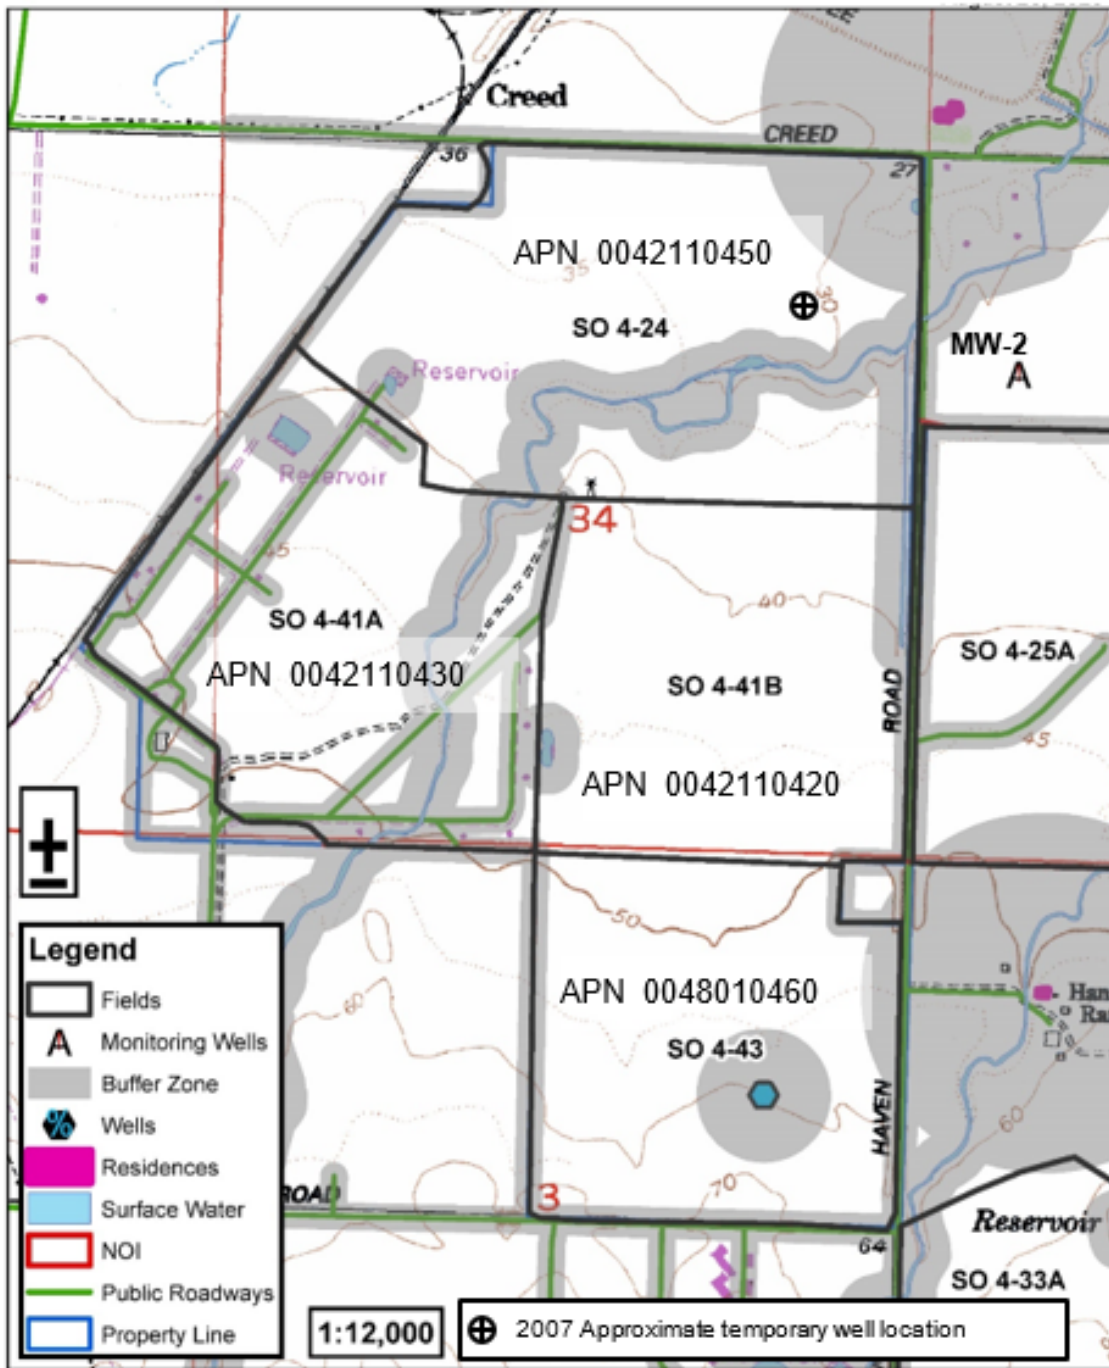 Creed
36
CREED
27
APN 0042110450
35
30
SO 4-24
MW-2
Reservoir
Reservoir
34
45
40
SO 4-41A
SO 4-25A
APN 0042110430
SO 4-41B
ROAD
45
APN 0042110420
50
APN 0048010460
60
SO 4-43
HAVEN
60
70
3
ROAD
64
Reservoir
SO 4-33A
Legend
Fields
Monitoring Wells
Buffer Zone
% Wells
Residences
Surface Water
NOI
Public Roadways
Property Line
1:12,000
2007 Approximate temporary well location